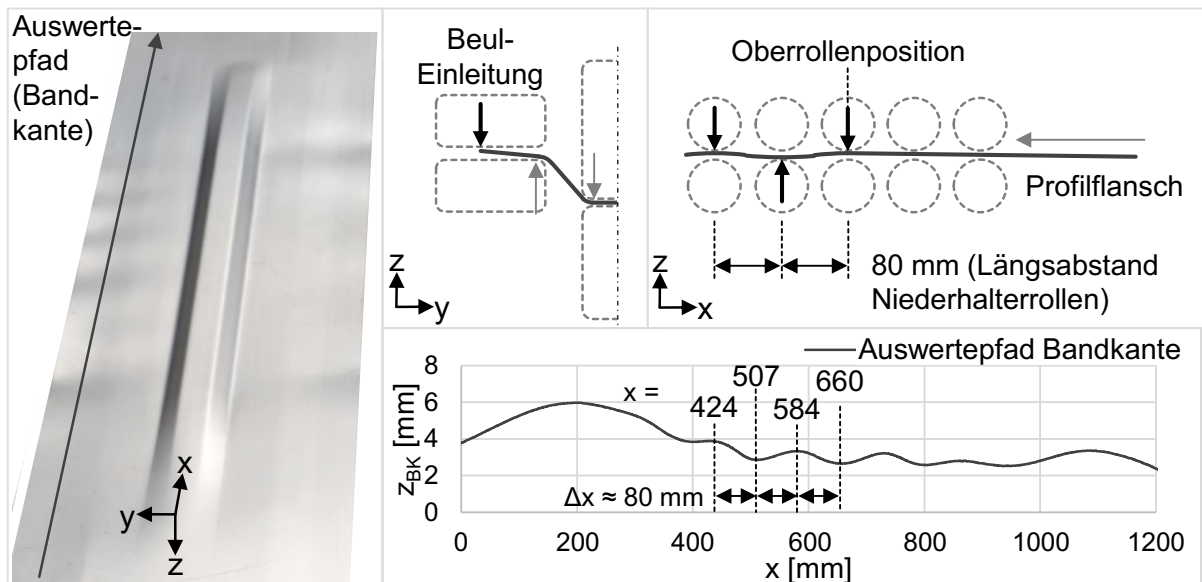 Auswerte-
pfad
(Band-
kante)
x
y
z
Beul-
Einleitung
z
y
Oberrollenposition
Profilflansch
80 mm (Längsabstand
Niederhalterrollen)
z
x
Auswertepfad Bandkante
x =
424
507
584
660
Δx ≈ 80 mm
zBK [mm]
8
6
4
2
0
0 200 400 600 800 1000 1200
x [mm]